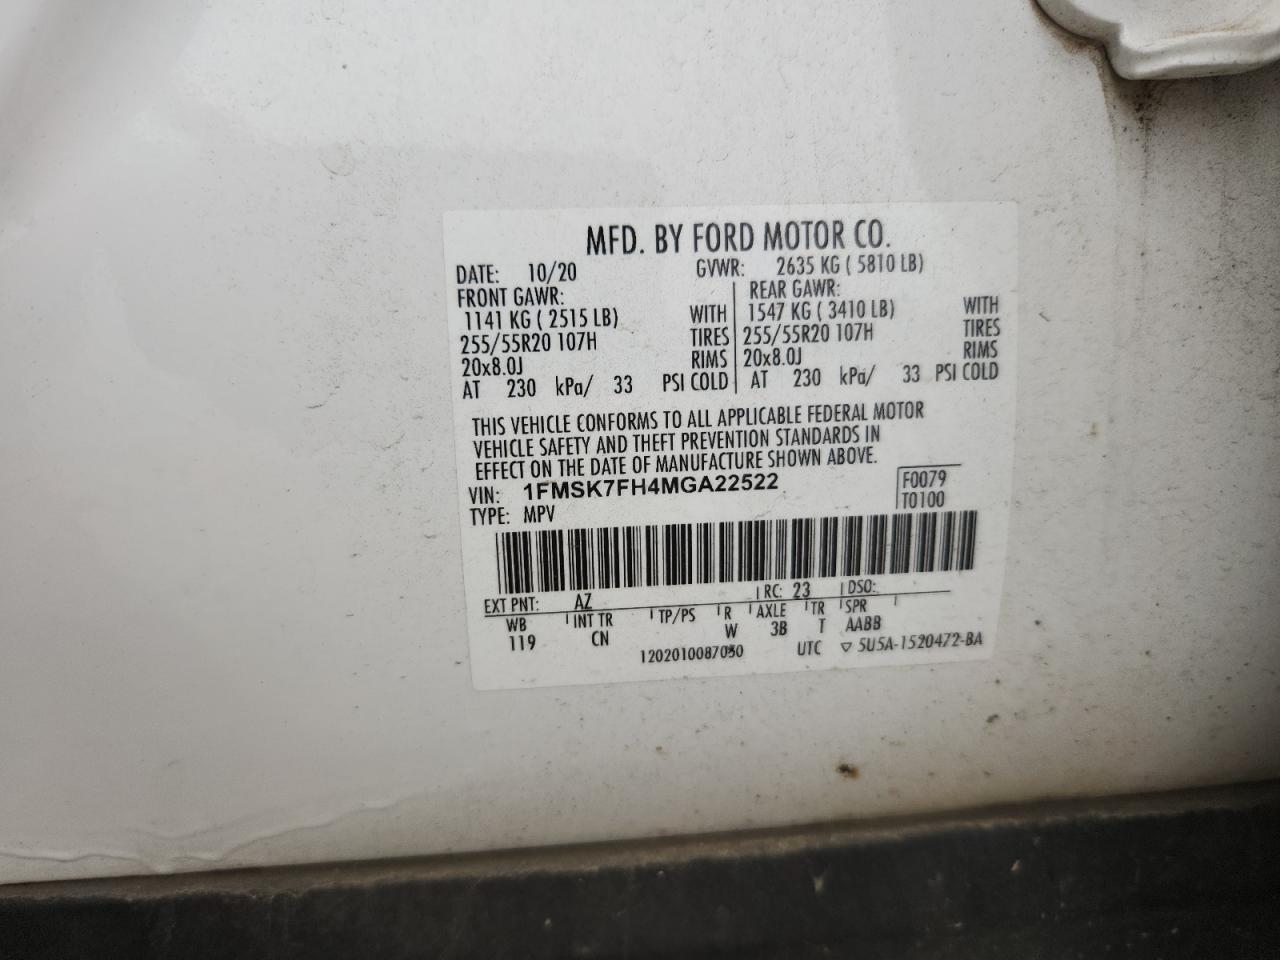 MFD. BY FORD MOTOR CO.
DATE: 10/20 GVWR: 2635 KG ( 5810 LB)
FRONT GAWR: REAR GAWR:
1141 KG ( 2515 LB) WITH 1547 KG ( 3410 LB) WITH
255/55R20 107H TIRES 255/55R20 107H TIRES
20x8.0J RIMS 20x8.0J RIMS
AT 230 kPa/ 33 PSI COLD AT 230 kPa/ 33 PSI COLD
THIS VEHICLE CONFORMS TO ALL APPLICABLE FEDERAL MOTOR
VEHICLE SAFETY AND THEFT PREVENTION STANDARDS IN
EFFECT ON THE DATE OF MANUFACTURE SHOWN ABOVE.
VIN: 1FMSK7FH4MGA22522 F0079
TYPE: MPV T0100
EXT PNT: AZ RC: 23 DSO:
WB INT TR TP/PS R AXLE TR SPR
119 CN W 3B T AABB
1202010087050 UTC ▽ 5U5A-1520472-BA